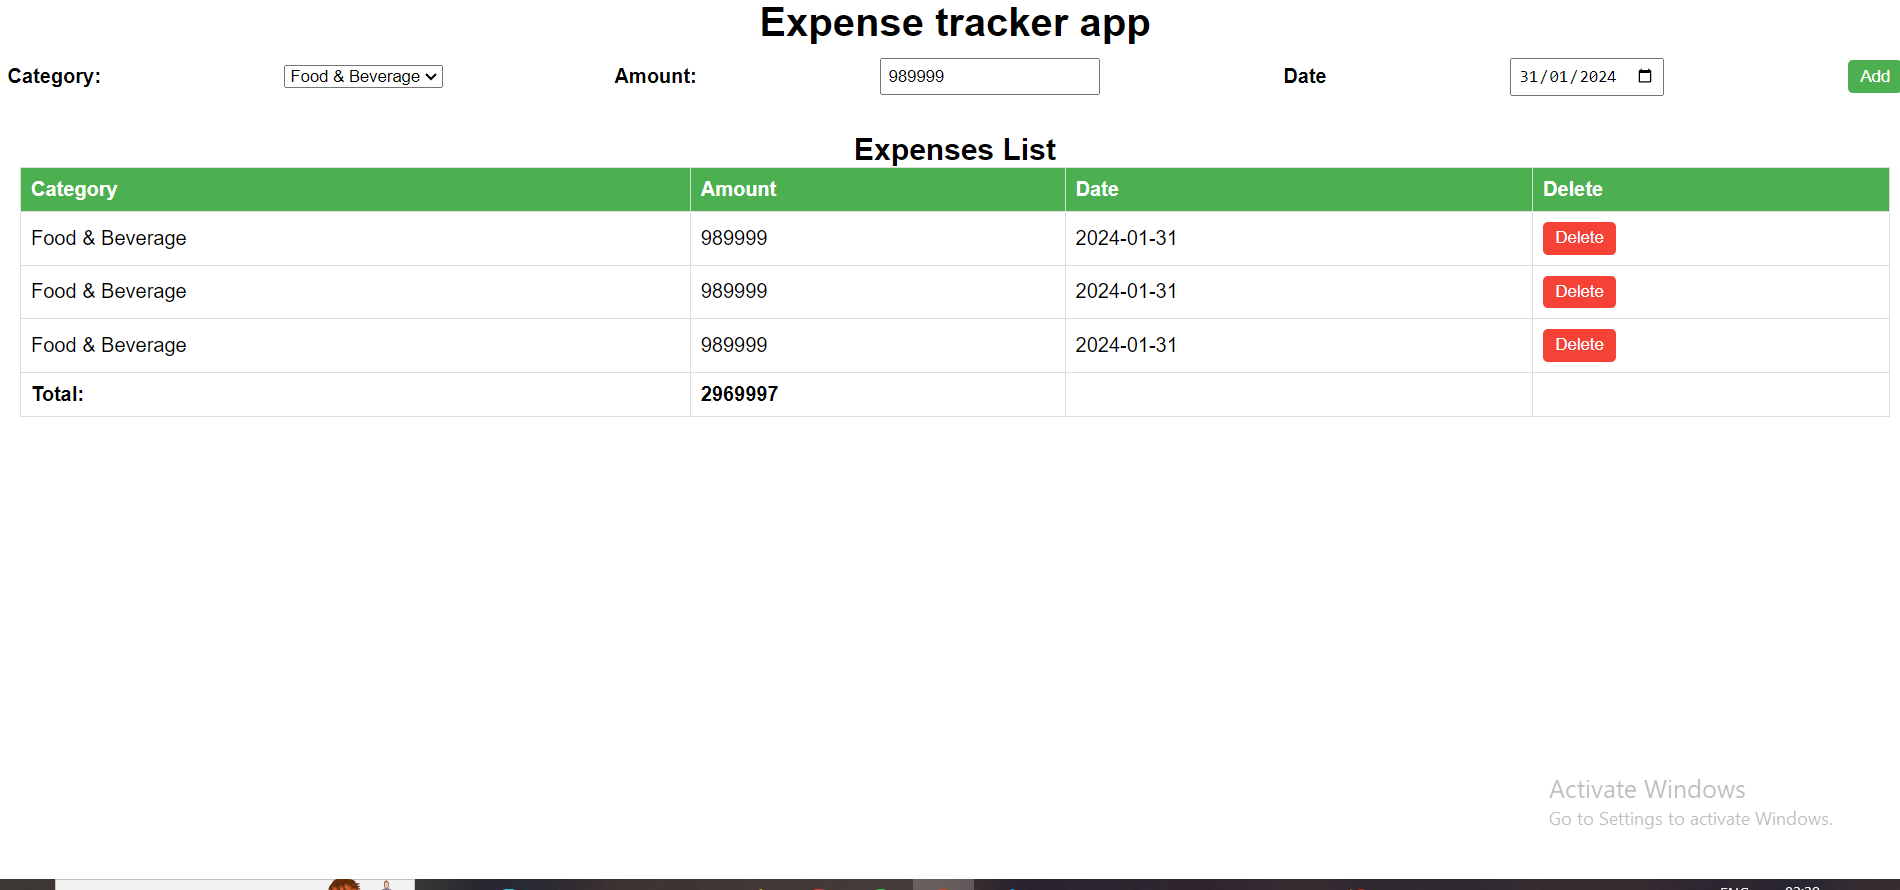 Expense tracker app
Category: Food & Beverage Amount: 989999 Date 31/01/2024 Add
Expenses List
Category Amount Date Delete
Food & Beverage 989999 2024-01-31 Delete
Food & Beverage 989999 2024-01-31 Delete
Food & Beverage 989999 2024-01-31 Delete
Total: 2969997
Activate Windows
Go to Settings to activate Windows.